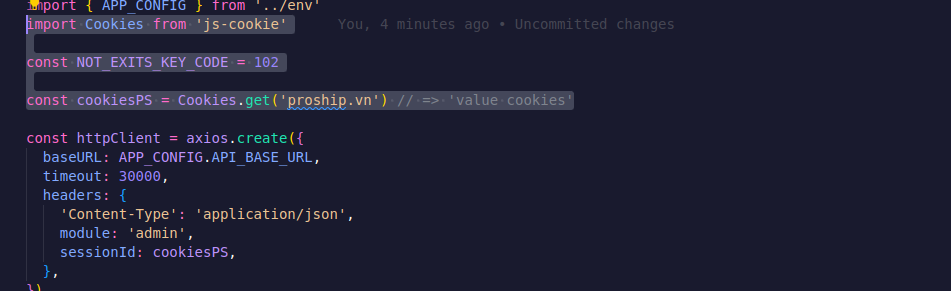 import { APP_CONFIG } from '../env'
import Cookies from 'js-cookie' You, 4 minutes ago • Uncommitted changes
const NOT_EXITS_KEY_CODE = 102
const cookiesPS = Cookies.get('proship.vn') // => 'value cookies'
const httpClient = axios.create({
baseURL: APP_CONFIG.API_BASE_URL,
timeout: 30000,
headers: {
'Content-Type': 'application/json',
module: 'admin',
sessionId: cookiesPS,
},
})